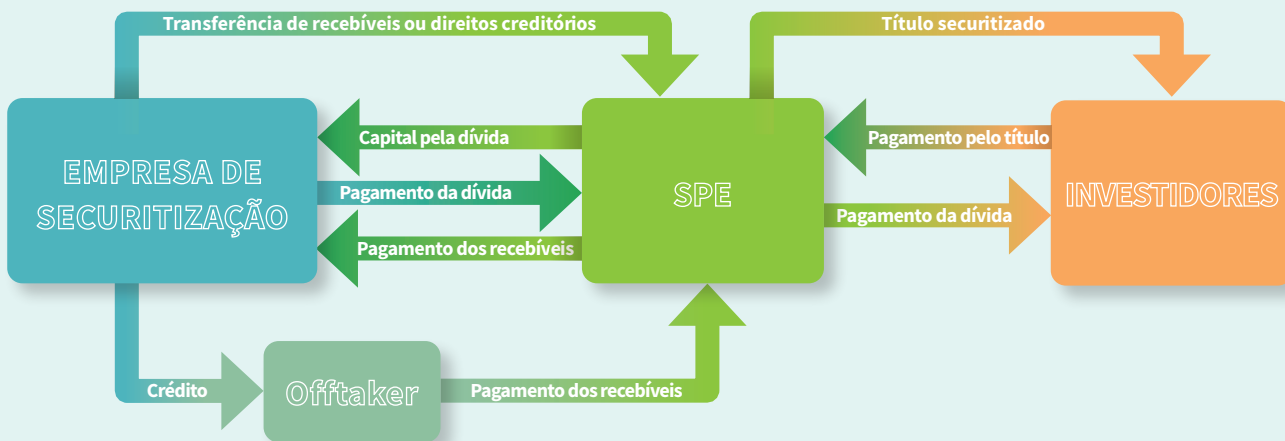 Transferência de recebíveis ou direitos creditórios
Título securitizado
Capital pela dívida
Pagamento pelo título
EMPRESA DE
SECURITIZAÇÃO
Pagamento da dívida
SPE
INVESTIDORES
Pagamento da dívida
Pagamento dos recebíveis
Crédito
Offtaker
Pagamento dos recebíveis